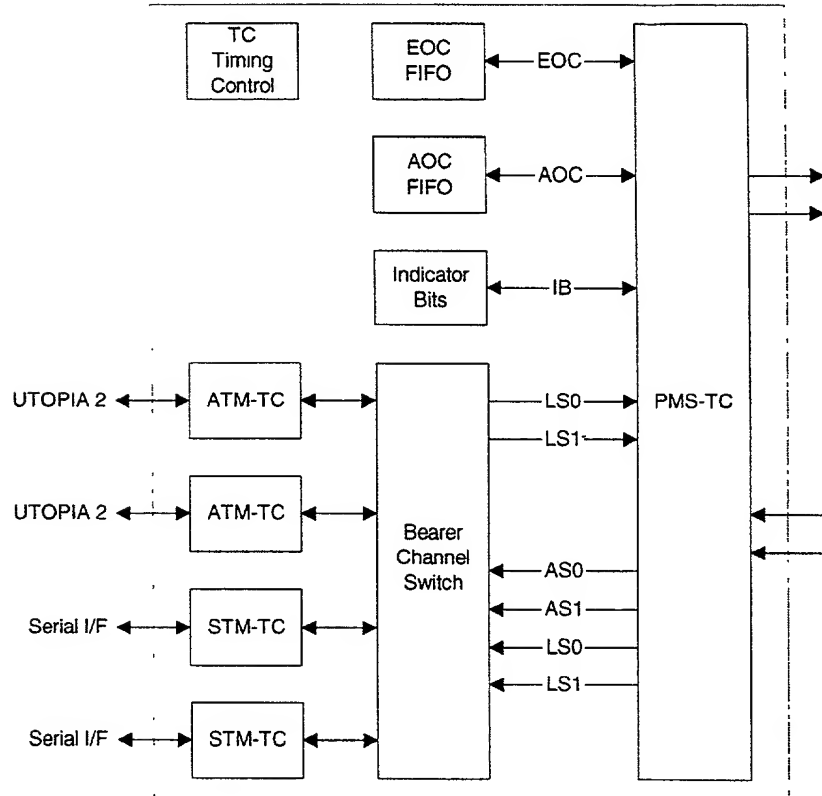 TC
Timing
Control
EOC
FIFO
EOC
AOC
FIFO
AOC
Indicator
Bits
IB
UTOPIA 2
ATM-TC
LS0
PMS-TC
LS1
UTOPIA 2
ATM-TC
Bearer
Channel
Switch
AS0
AS1
Serial I/F
STM-TC
LS0
LS1
Serial I/F
STM-TC